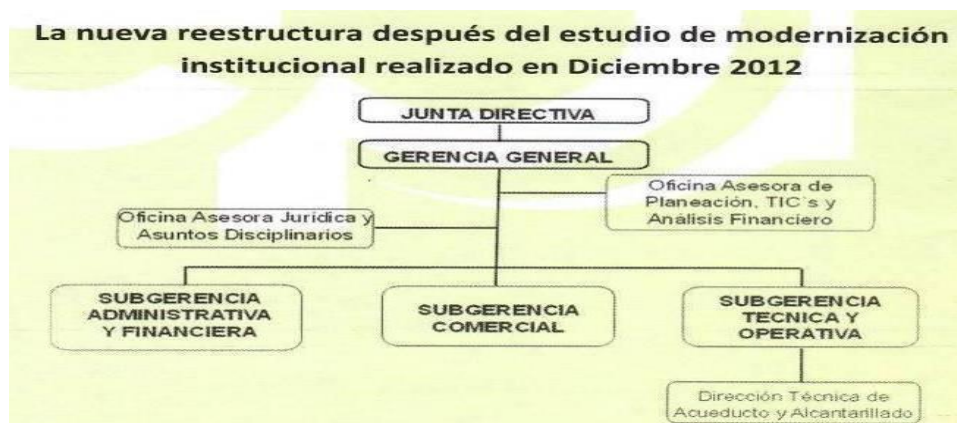 La nueva reestructura después del estudio de modernización
institucional realizado en Diciembre 2012
JUNTA DIRECTIVA
GERENCIA GENERAL
Oficina Asesora de
Planeación, TIC`s y
Análisis Financiero
Oficina Asesora Jurídica y
Asuntos Disciplinarios
SUBGERENCIA
ADMINISTRATIVA
Y FINANCIERA
SUBGERENCIA
COMERCIAL
SUBGERENCIA
TECNICA Y
OPERATIVA
Dirección Técnica de
Acueducto y Alcantarillado